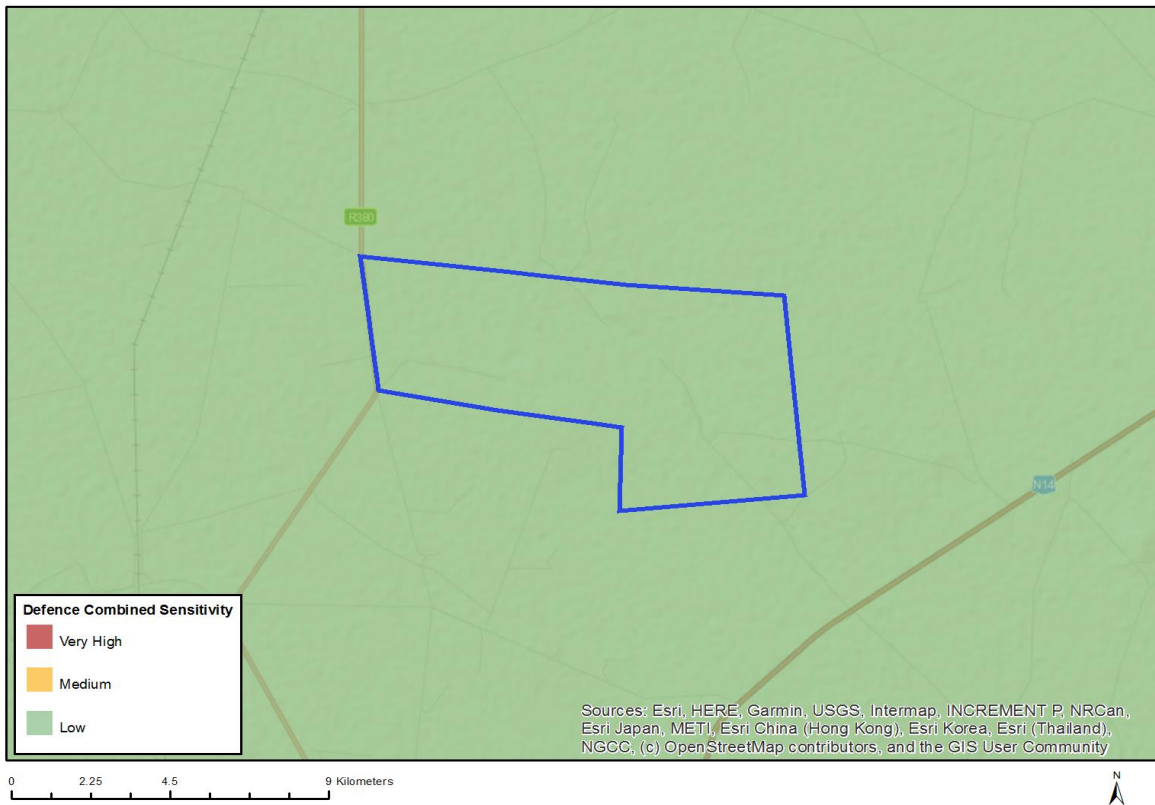 R380
N14
Defence Combined Sensitivity
Very High
Medium
Low
Sources: Esri, HERE, Garmin, USGS, Intermap, INCREMENT P, NRCan,
Esri Japan, METI, Esri China (Hong Kong), Esri Korea, Esri (Thailand),
NGCC, (c) OpenStreetMap contributors, and the GIS User Community
0 2.25 4.5 9 Kilometers
N